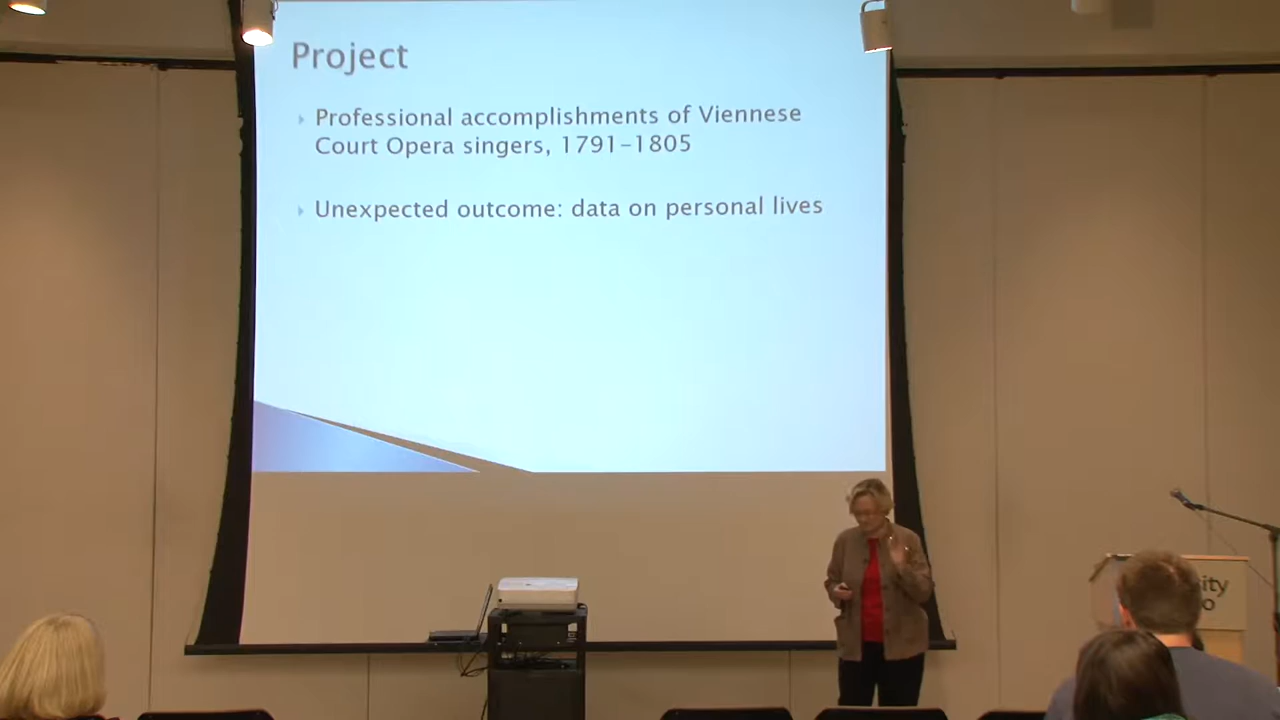 Project
Professional accomplishments of Viennese
Court Opera singers, 1791-1805
Unexpected outcome: data on personal lives